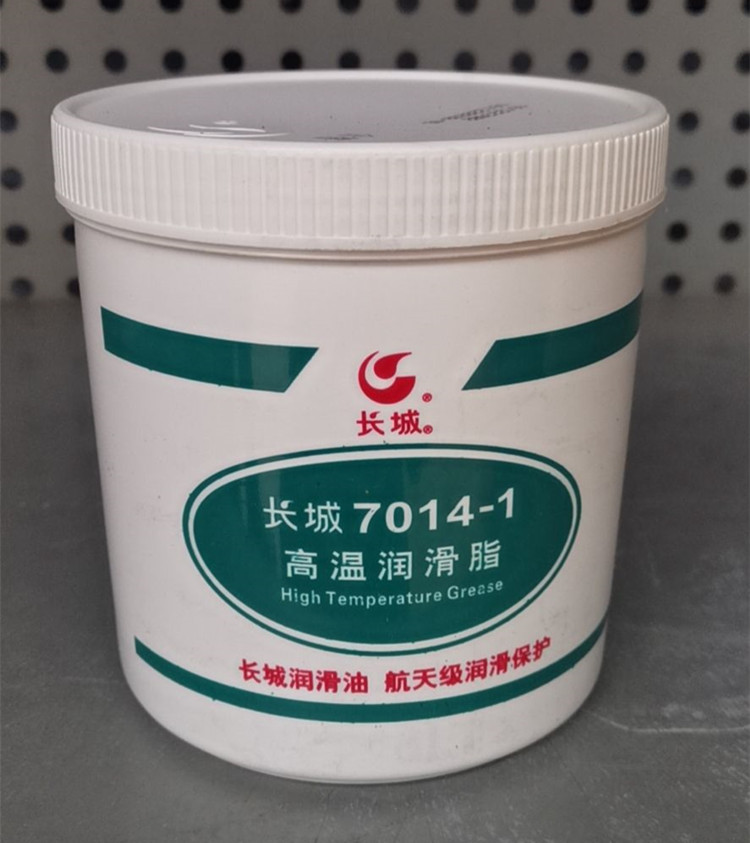 长城®
长城 7014-1
高温润滑脂
High Temperature Grease
长城润滑油 航天级润滑保护